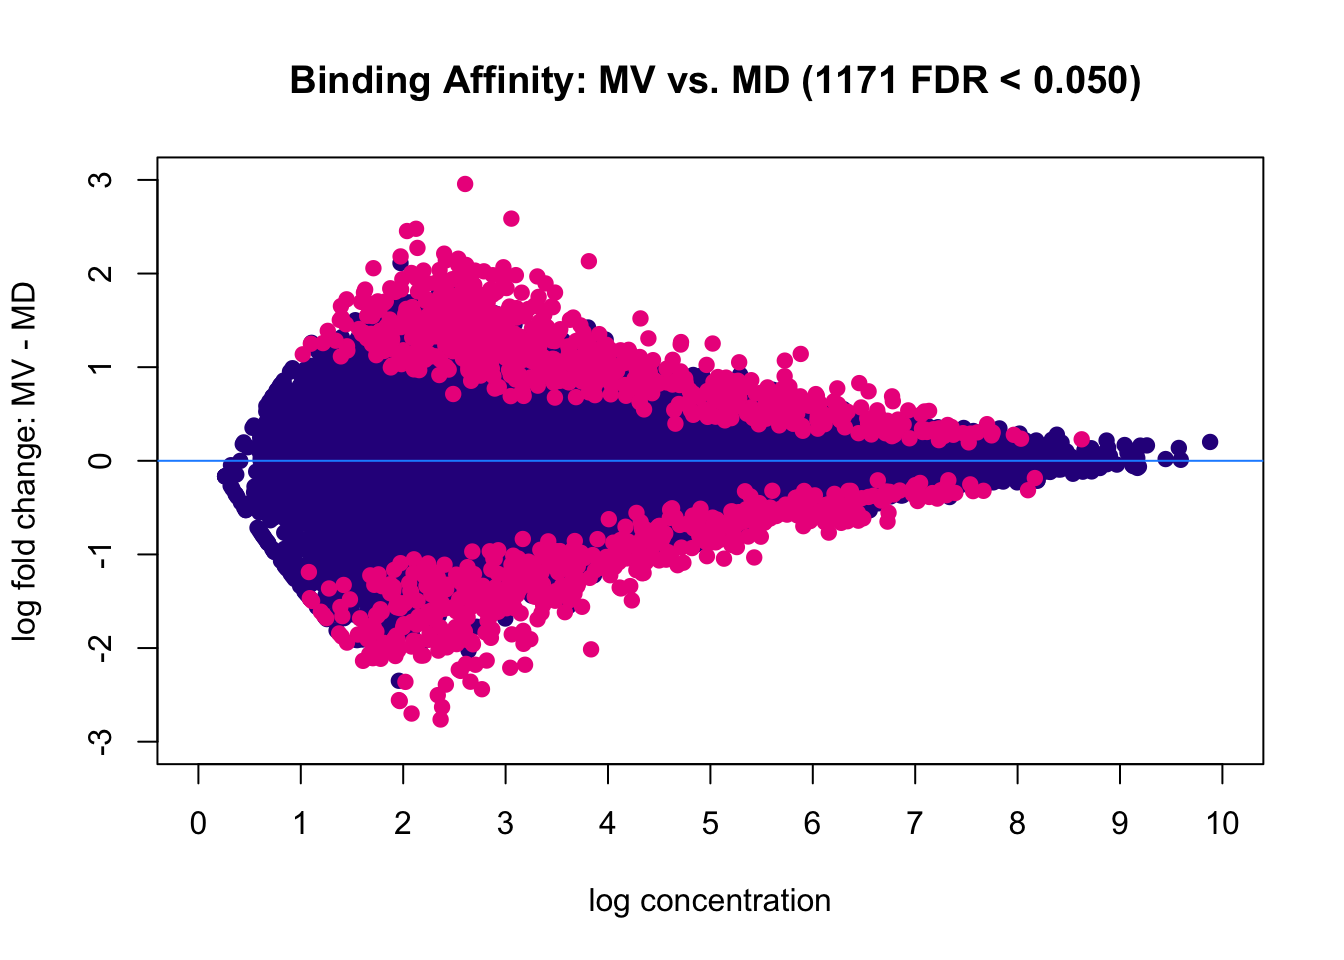 Binding Affinity: MV vs. MD (1171 FDR < 0.050)
log fold change: MV - MD
3
2
1
0
-1
-2
-3
0 1 2 3 4 5 6 7 8 9 10
log concentration